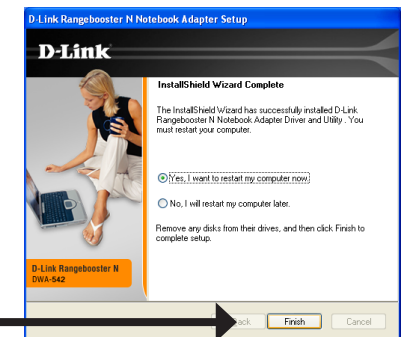 D-Link Rangebooster N Notebook Adapter Setup
D-Link
InstallShield Wizard Complete
The InstallShield Wizard has successfully installed D-Link
Rangebooster N Notebook Adapter Driver and Utility . You
must restart your computer.
Yes, I want to restart my computer now.
No, I will restart my computer later.
Remove any disks from their drives, and then click Finish to
complete setup.
D-Link Rangebooster N
DWA-542
Finish
Cancel